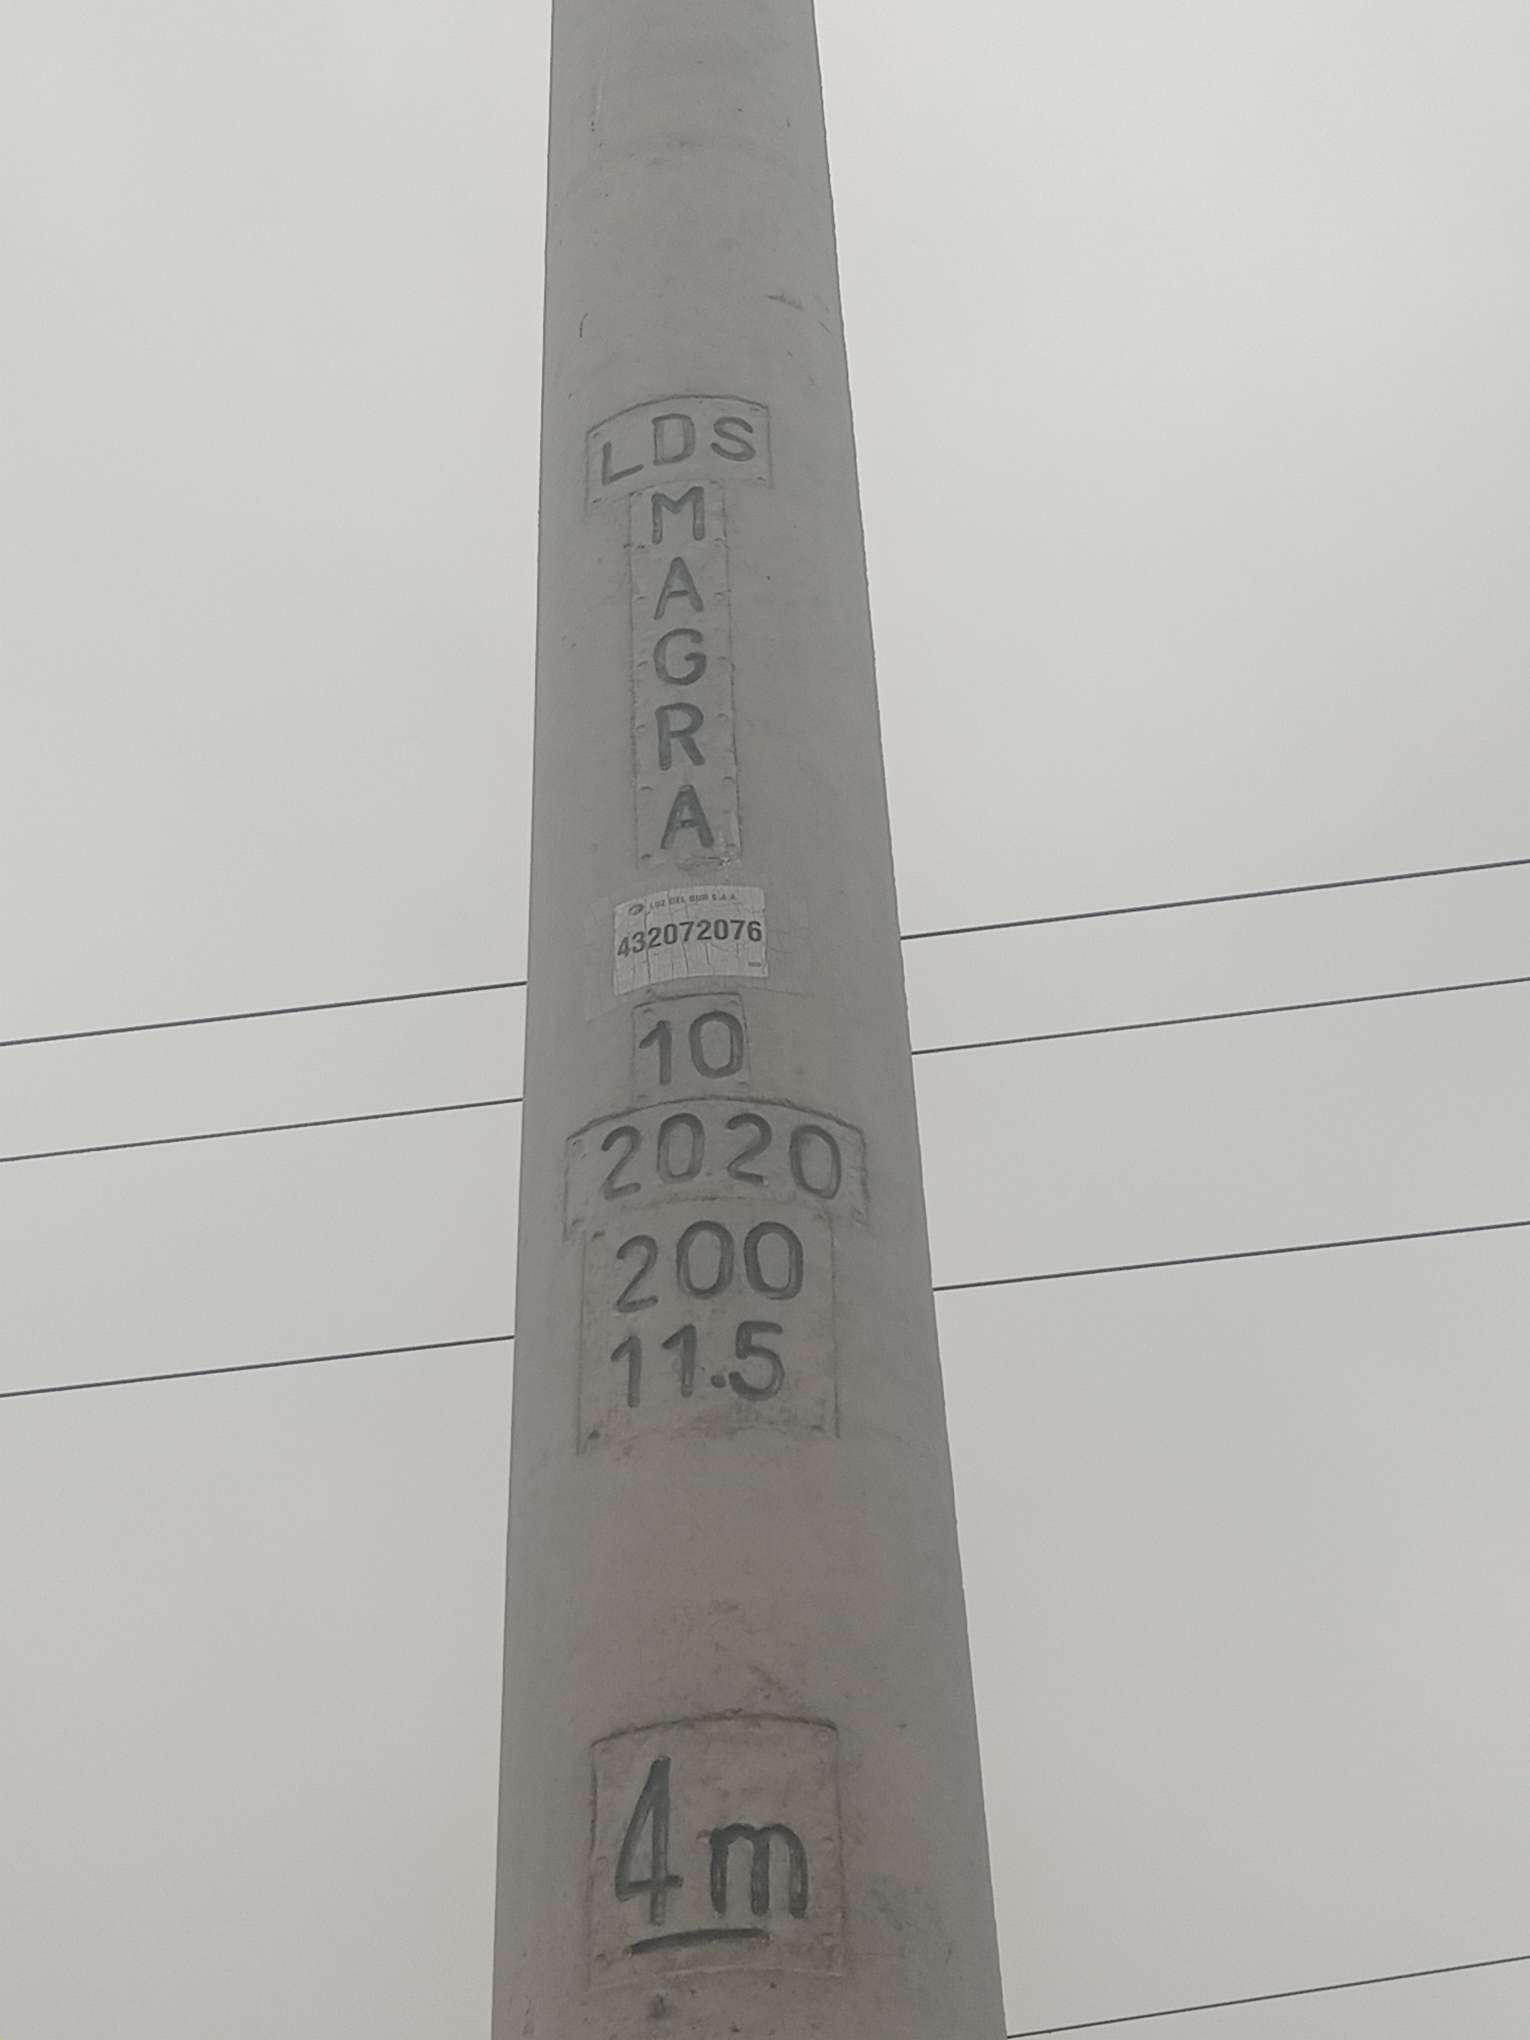 LDS
M
A
G
R
A
LUZ DEL SUR S.A.A.
432072076
10
2020
200
11.5
4m